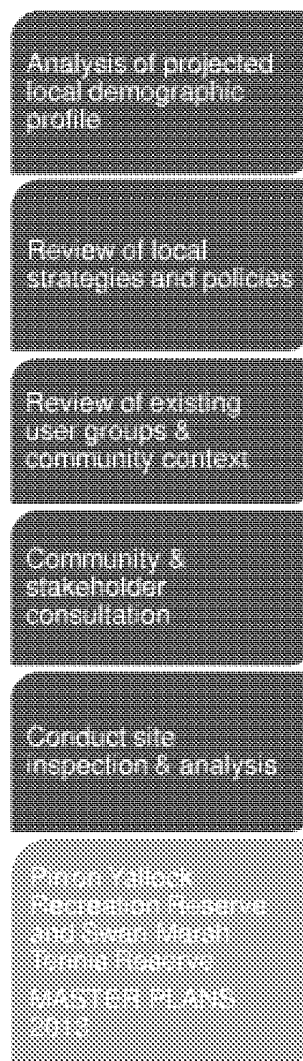 Analysis of projected
local demographic
profile
Review of local
strategies and policies
Review of existing
user groups &
community context
Community &
stakeholder
consultation
Conduct site
inspection & analysis
Pirron Yallock
Recreation Reserve
and Swan Marsh
Tennis Reserve
MASTER PLANS
2013